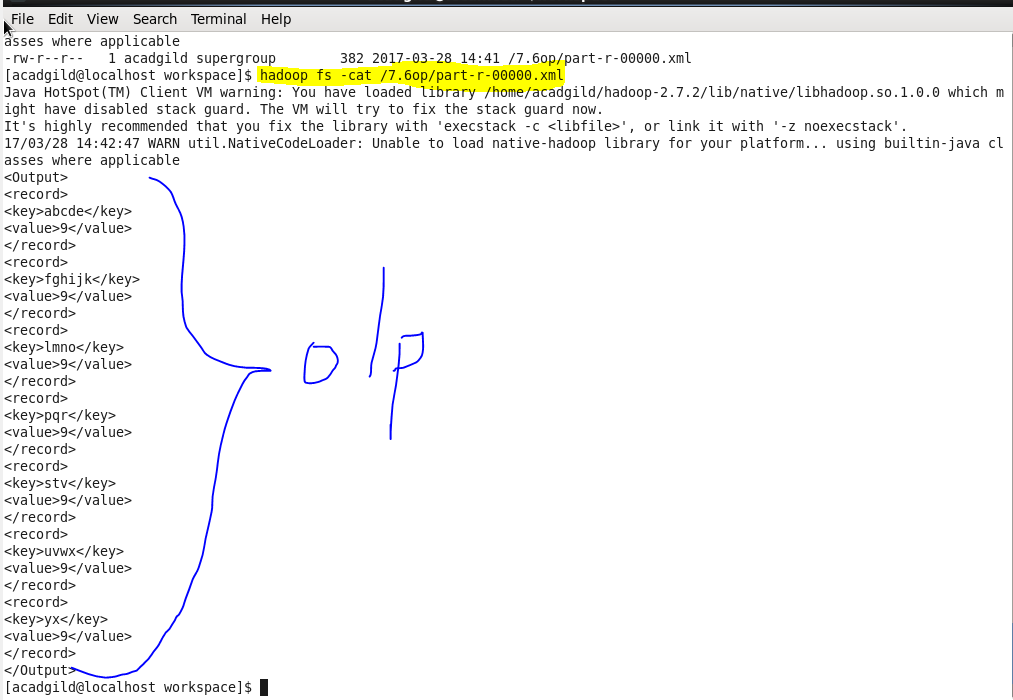 File Edit View Search Terminal Help
asses where applicable
-rw-r--r-- 1 acadgild supergroup 382 2017-03-28 14:41 /7.6op/part-r-00000.xml
[acadgild@localhost workspace]$ hadoop fs -cat /7.6op/part-r-00000.xml
Java HotSpot(TM) Client VM warning: You have loaded library /home/acadgild/hadoop-2.7.2/lib/native/libhadoop.so.1.0.0 which m
ight have disabled stack guard. The VM will try to fix the stack guard now.
It's highly recommended that you fix the library with 'execstack -c <libfile>', or link it with '-z noexecstack'.
17/03/28 14:42:47 WARN util.NativeCodeLoader: Unable to load native-hadoop library for your platform... using builtin-java cl
asses where applicable
<Output>
<record>
<key>abcde</key>
<value>9</value>
</record>
<record>
<key>fghijk</key>
<value>9</value>
</record>
<record>
<key>lmno</key>
<value>9</value>
</record>
<record>
<key>pqr</key>
<value>9</value>
</record>
<record>
<key>stv</key>
<value>9</value>
</record>
<record>
<key>uvwx</key>
<value>9</value>
</record>
<record>
<key>yx</key>
<value>9</value>
</record>
</Output>
[acadgild@localhost workspace]$
o/p